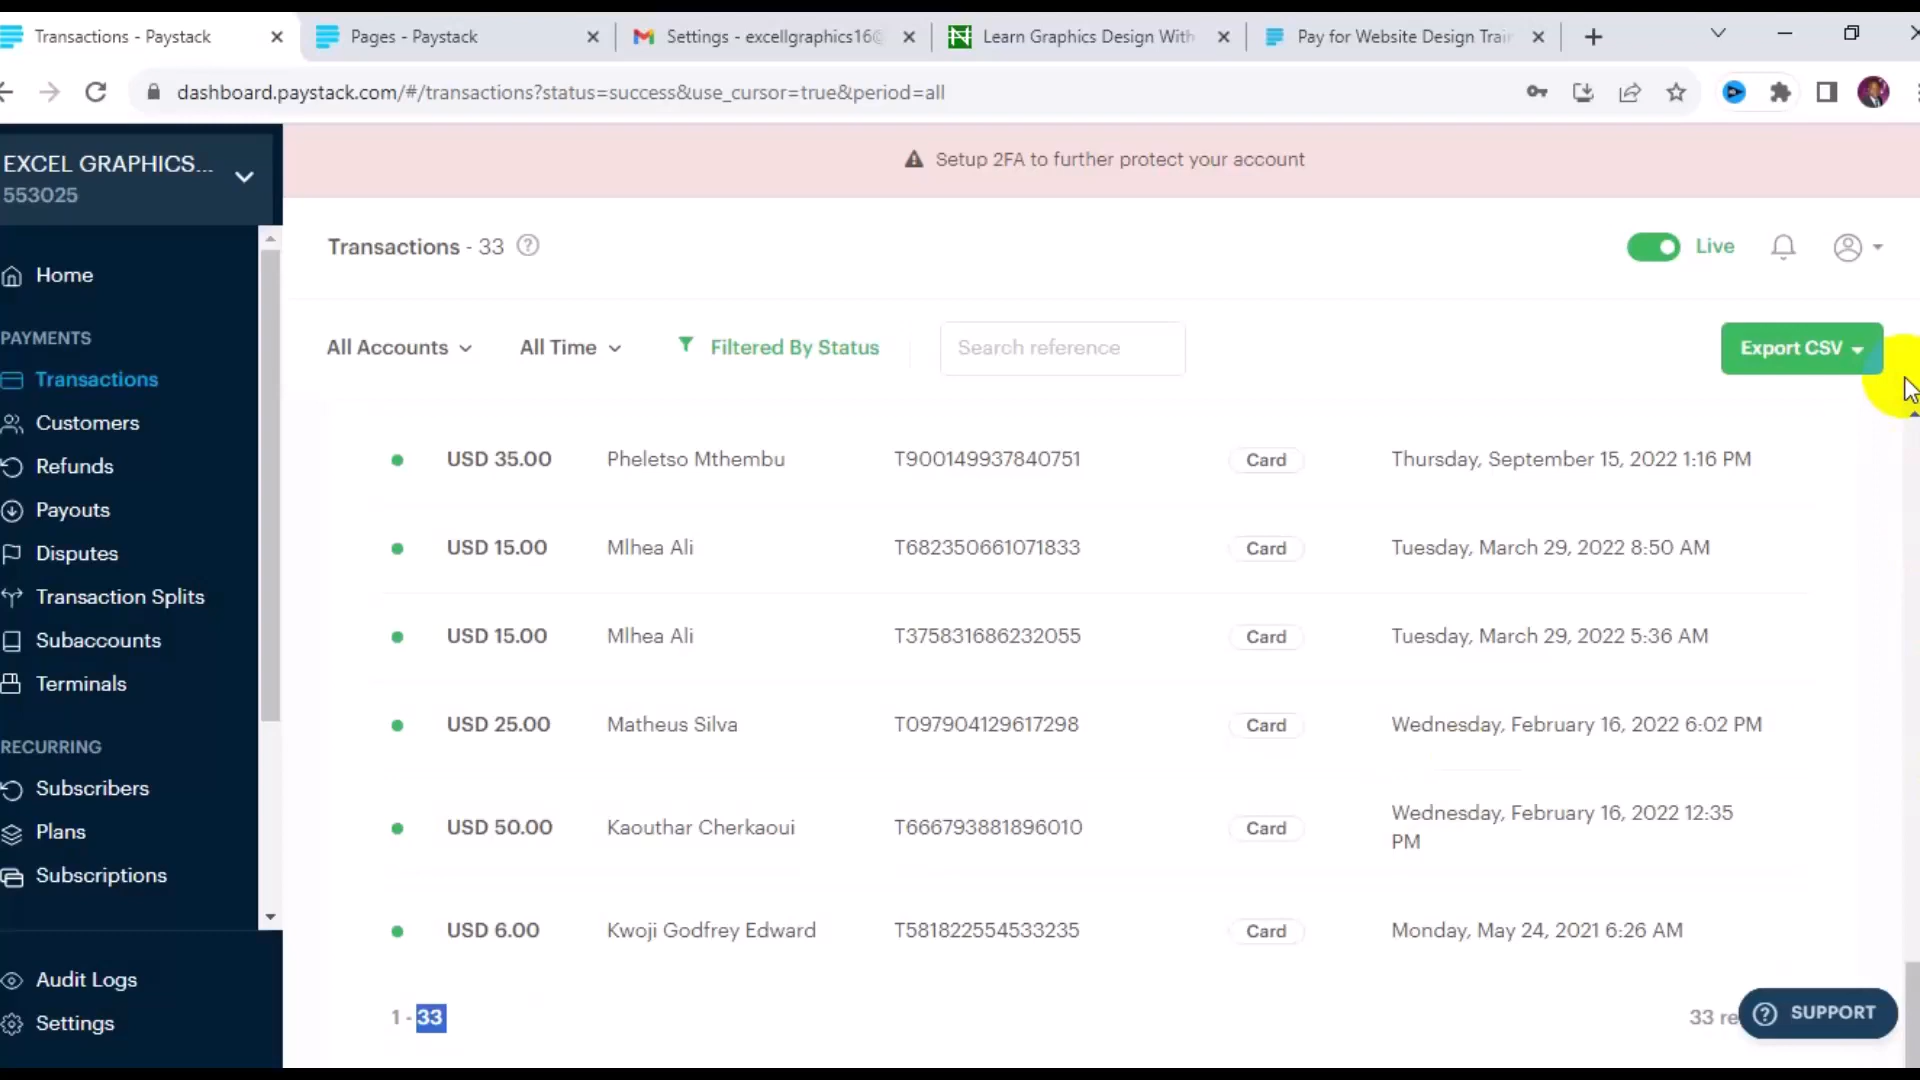 Transactions - Paystack
Pages - Paystack
Settings - excellgraphics16@
Learn Graphics Design With
Pay for Website Design Train
dashboard.paystack.com/#/transactions?status=success&use_cursor=true&period=all
EXCEL GRAPHICS...
553025
Setup 2FA to further protect your account
Transactions - 33
Live
Home
PAYMENTS
Transactions
Customers
Refunds
Payouts
Disputes
Transaction Splits
Subaccounts
Terminals
RECURRING
Subscribers
Plans
Subscriptions
Audit Logs
Settings
All Accounts
All Time
Filtered By Status
Search reference
Export CSV
USD 35.00 Pheletso Mthembu T900149937840751 Card Thursday, September 15, 2022 1:16 PM
USD 15.00 Mlhea Ali T682350661071833 Card Tuesday, March 29, 2022 8:50 AM
USD 15.00 Mlhea Ali T375831686232055 Card Tuesday, March 29, 2022 5:36 AM
USD 25.00 Matheus Silva T097904129617298 Card Wednesday, February 16, 2022 6:02 PM
USD 50.00 Kaouthar Cherkaoui T666793881896010 Card Wednesday, February 16, 2022 12:35
PM
USD 6.00 Kwoji Godfrey Edward T581822554533235 Card Monday, May 24, 2021 6:26 AM
1 - 33
33 re
SUPPORT